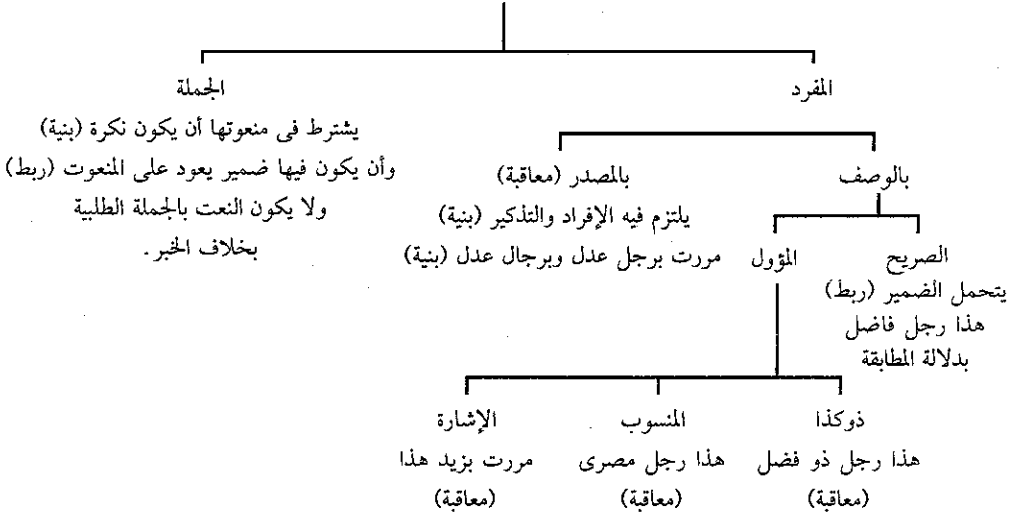 المفرد
الجملة
يشترط فى منعوتها أن يكون نكرة (بنية)
وأن يكون فيها ضمير يعود على المنعوت (ربط)
ولا يكون النعت بالجملة الطلبية
بخلاف الخبر.
بالوصف
بالمصدر (معاقبة)
يلتزم فيه الإفراد والتذكير (بنية)
مررت برجل عدل وبرجال عدل (بنية)
الصريح
يتحمل الضمير (ربط)
هذا رجل فاضل
بدلالة المطابقة
المؤول
ذوكذا
هذا رجل ذو فضل
(معاقبة)
المنسوب
هذا رجل مصرى
(معاقبة)
الإشارة
مررت بزيد هذا
(معاقبة)